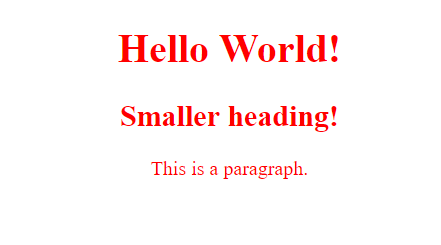 Hello World!
Smaller heading!
This is a paragraph.